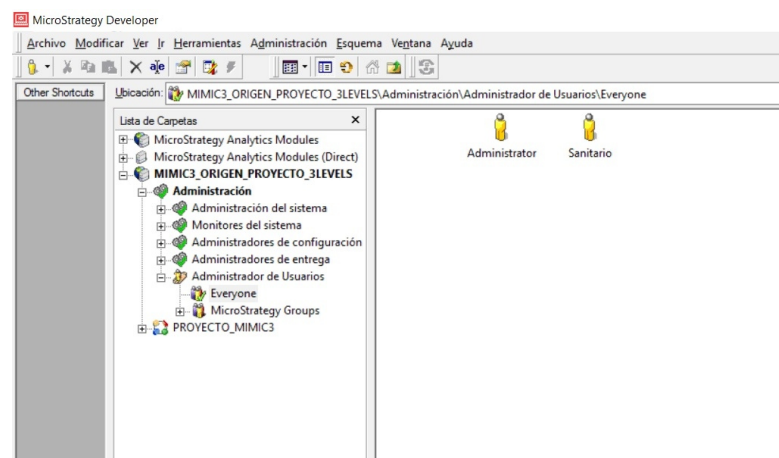 MicroStrategy Developer
Archivo Modificar Ver Ir Herramientas Administración Esquema Ventana Ayuda
Other Shortcuts
Ubicación: MIMIC3_ORIGEN_PROYECTO_3LEVELS\Administración\Administrador de Usuarios\Everyone
Lista de Carpetas
MicroStrategy Analytics Modules
MicroStrategy Analytics Modules (Direct)
MIMIC3_ORIGEN_PROYECTO_3LEVELS
Administración
Administración del sistema
Monitores del sistema
Administradores de configuración
Administradores de entrega
Administrador de Usuarios
Everyone
MicroStrategy Groups
PROYECTO_MIMIC3
Administrator Sanitario